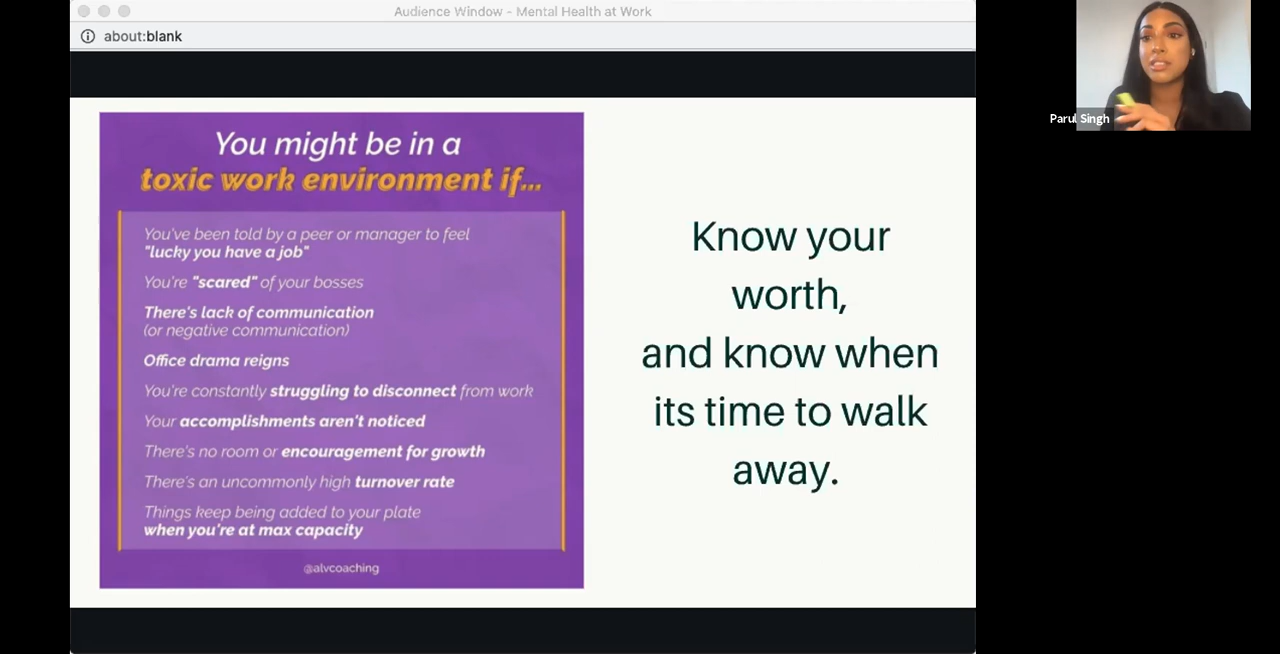 Audience Window - Mental Health at Work
about:blank
You might be in a
toxic work environment if...
You've been told by a peer or manager to feel
"lucky you have a job"
You're "scared" of your bosses
There's lack of communication
(or negative communication)
Office drama reigns
You're constantly struggling to disconnect from work
Your accomplishments aren't noticed
There's no room or encouragement for growth
There's an uncommonly high turnover rate
Things keep being added to your plate
when you're at max capacity
@alvcoaching
Know your
worth,
and know when
its time to walk
away.
Parul Singh